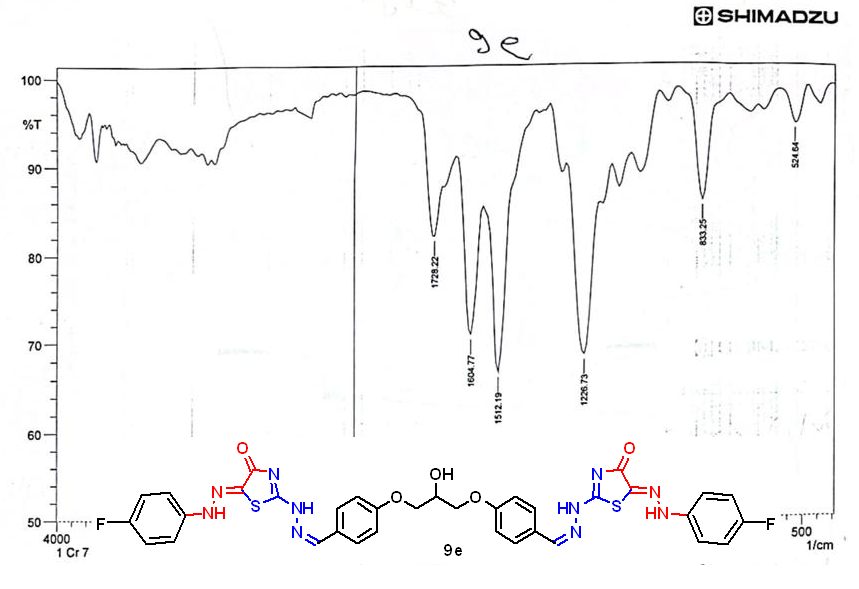 SHIMADZU
9e
100
%T
90
80
70
60
50
1728.22
1604.77
1512.19
1226.73
833.25
524.64
4000
500
1 Cr 7
1/cm
O
N
N
S
NH
HN
N
O
OH
O
N
HN
N
S
O
N
HN
F
F
9e